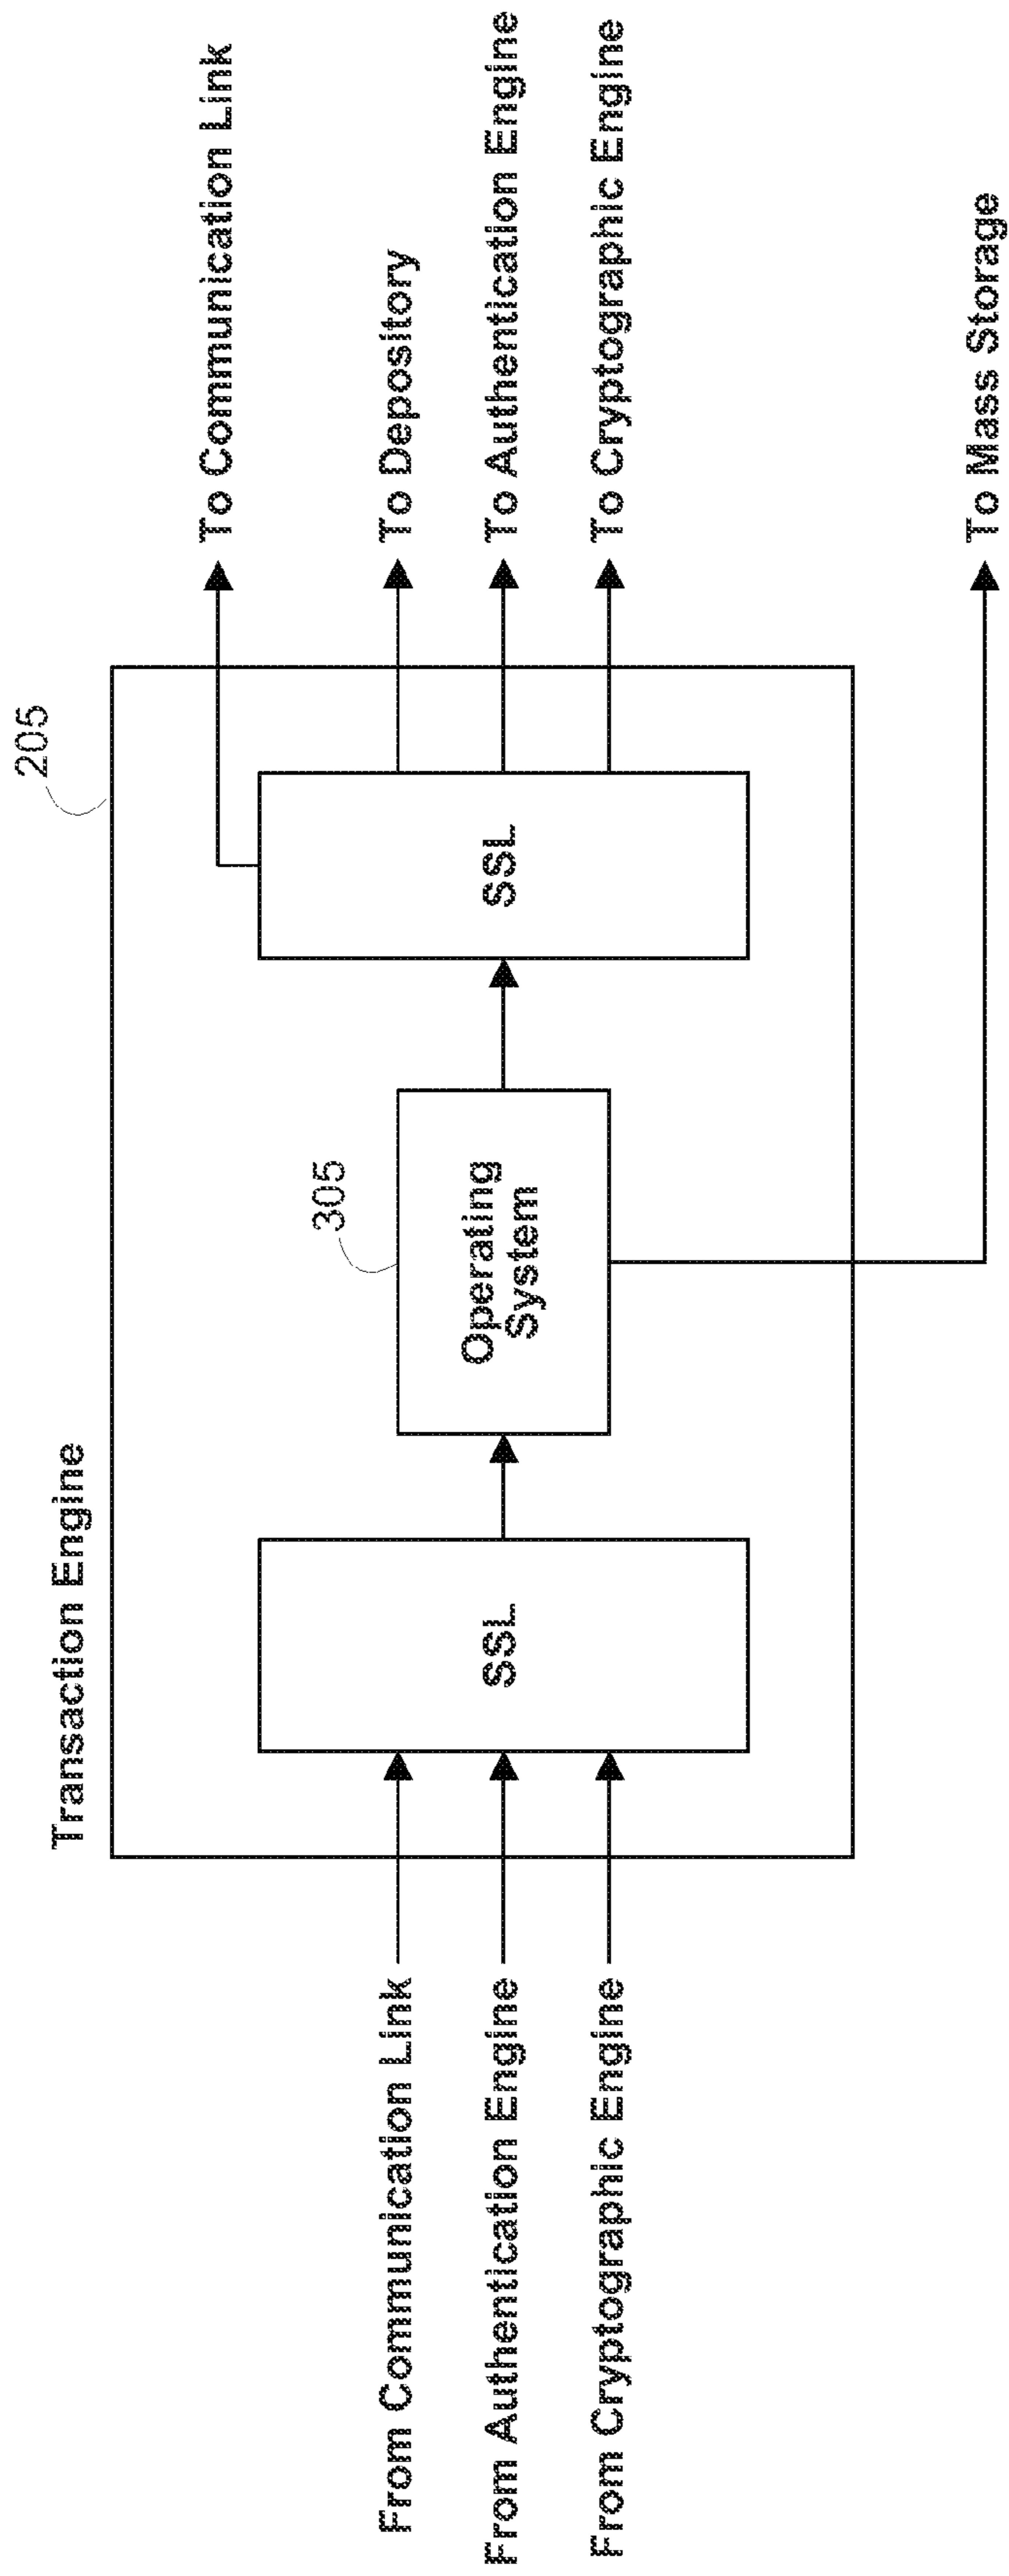 Transaction Engine
205
From Communication Link
From Authentication Engine
From Cryptographic Engine
SSL
305
Operating
System
SSL
To Communication Link
To Depository
To Authentication Engine
To Cryptographic Engine
To Mass Storage